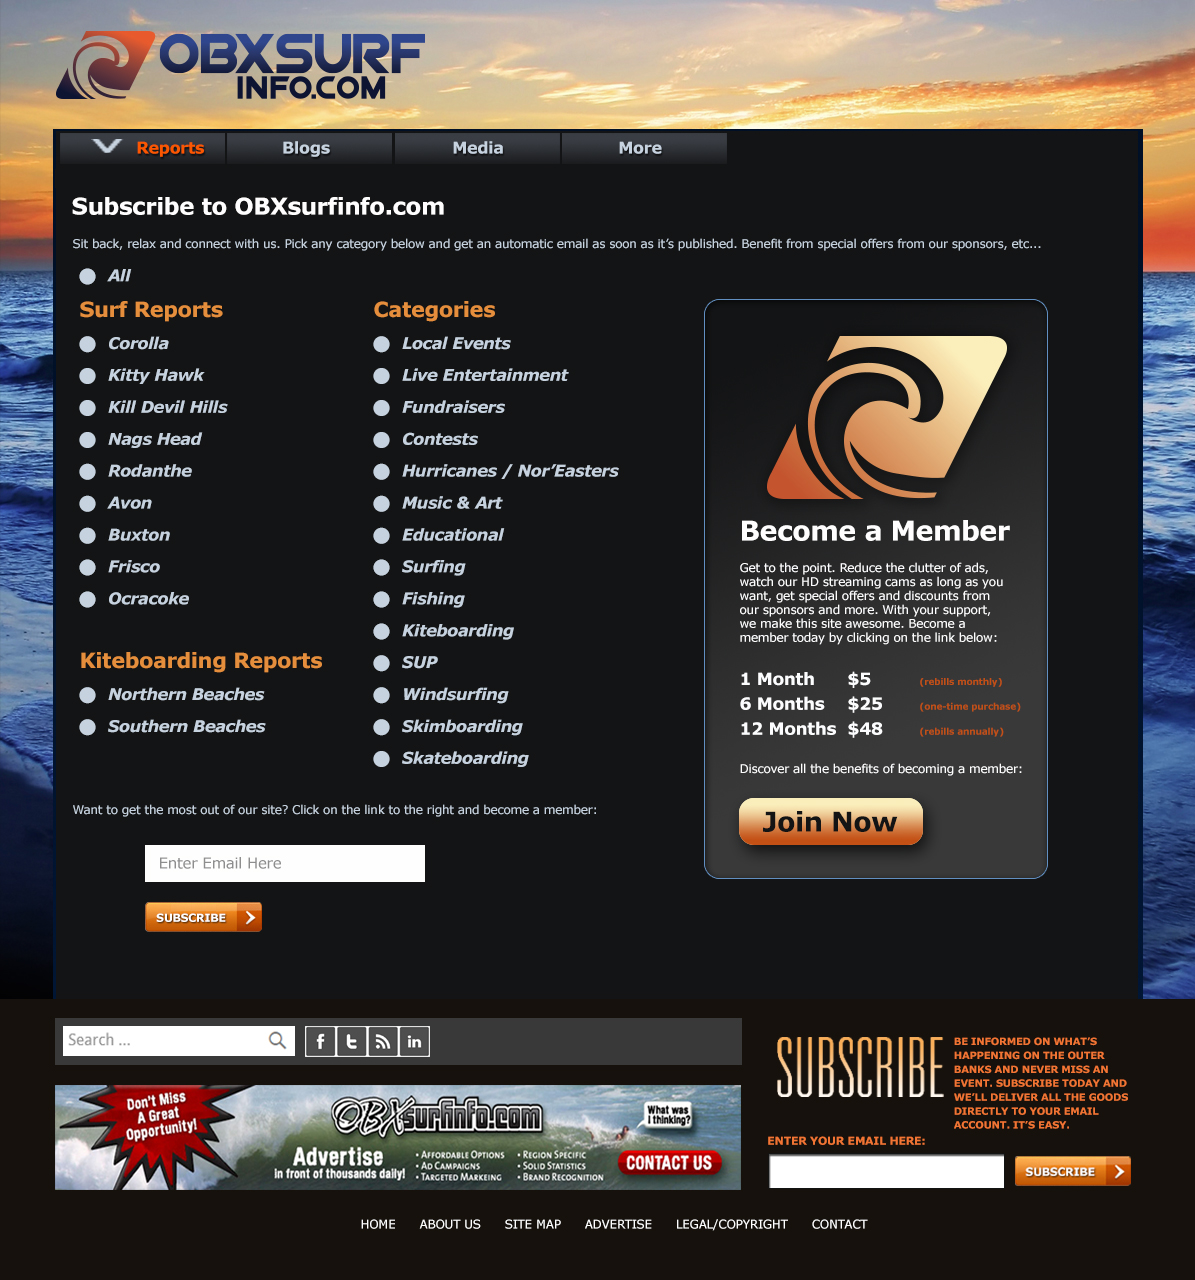 OBXSURF
INFO.COM
Reports
Blogs
Media
More
Subscribe to OBXsurfinfo.com
Sit back, relax and connect with us. Pick any category below and get an automatic email as soon as it’s published. Benefit from special offers from our sponsors, etc...
All
Surf Reports
Corolla
Kitty Hawk
Kill Devil Hills
Nags Head
Rodanthe
Avon
Buxton
Frisco
Ocracoke
Kiteboarding Reports
Northern Beaches
Southern Beaches
Categories
Local Events
Live Entertainment
Fundraisers
Contests
Hurricanes / Nor’Easters
Music & Art
Educational
Surfing
Fishing
Kiteboarding
SUP
Windsurfing
Skimboarding
Skateboarding
Become a Member
Get to the point. Reduce the clutter of ads,
watch our HD streaming cams as long as you
want, get special offers and discounts from
our sponsors and more. With your support,
we make this site awesome. Become a
member today by clicking on the link below:
1 Month $5 (rebills monthly)
6 Months $25 (one-time purchase)
12 Months $48 (rebills annually)
Discover all the benefits of becoming a member:
Join Now
Want to get the most out of our site? Click on the link to the right and become a member:
Enter Email Here
SUBSCRIBE
Search ...
f
t
in
Don't Miss
A Great
Opportunity!
OBXsurfinfo.com
What was
I thinking?
Advertise
in front of thousands daily!
• AFFORDABLE OPTIONS
• AD CAMPAIGNS
• TARGETED MARKEING
• REGION SPECIFIC
• SOLID STATISTICS
• BRAND RECOGNITION
CONTACT US
SUBSCRIBE
BE INFORMED ON WHAT’S
HAPPENING ON THE OUTER
BANKS AND NEVER MISS AN
EVENT. SUBSCRIBE TODAY AND
WE’LL DELIVER ALL THE GOODS
DIRECTLY TO YOUR EMAIL
ACCOUNT. IT’S EASY.
ENTER YOUR EMAIL HERE:
SUBSCRIBE
HOME
ABOUT US
SITE MAP
ADVERTISE
LEGAL/COPYRIGHT
CONTACT